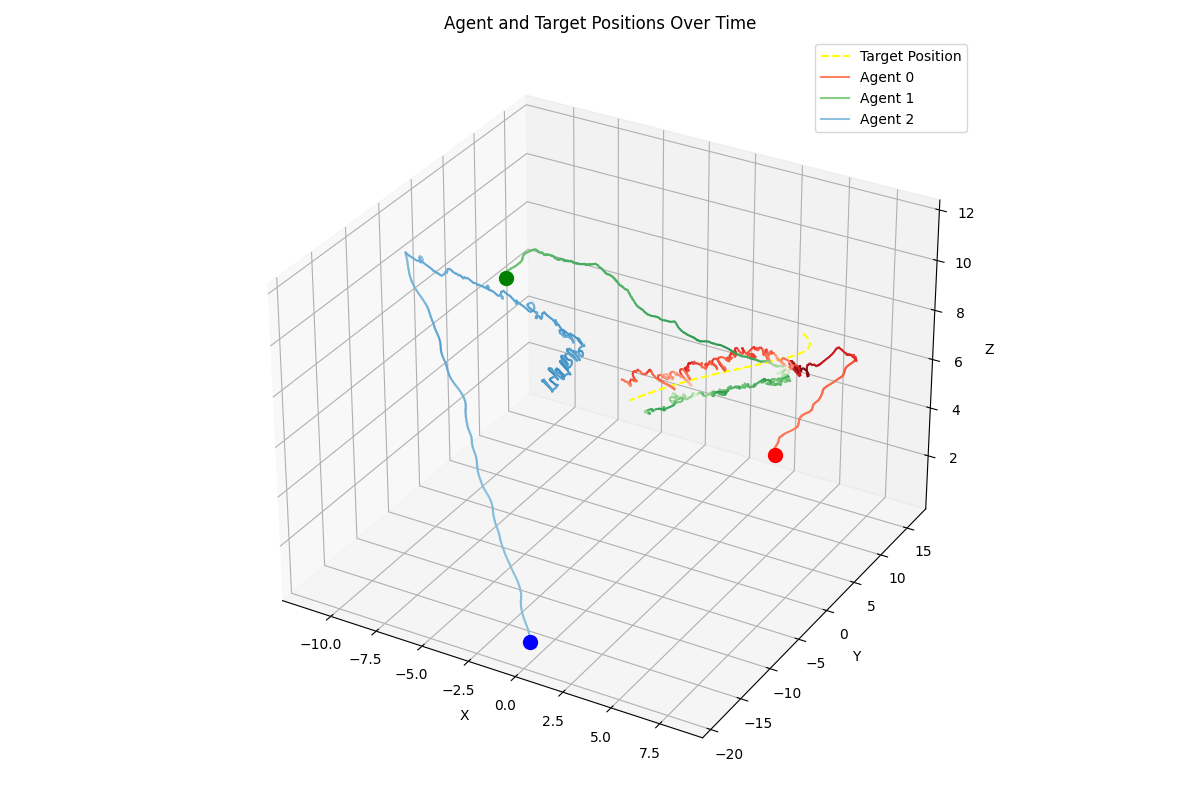 Agent and Target Positions Over Time
Target Position
Agent 0
Agent 1
Agent 2
12
10
8
6
4
2
Z
15
10
5
0
−5
−10
−15
−20
Y
−10.0
−7.5
−5.0
−2.5
0.0
2.5
5.0
7.5
X